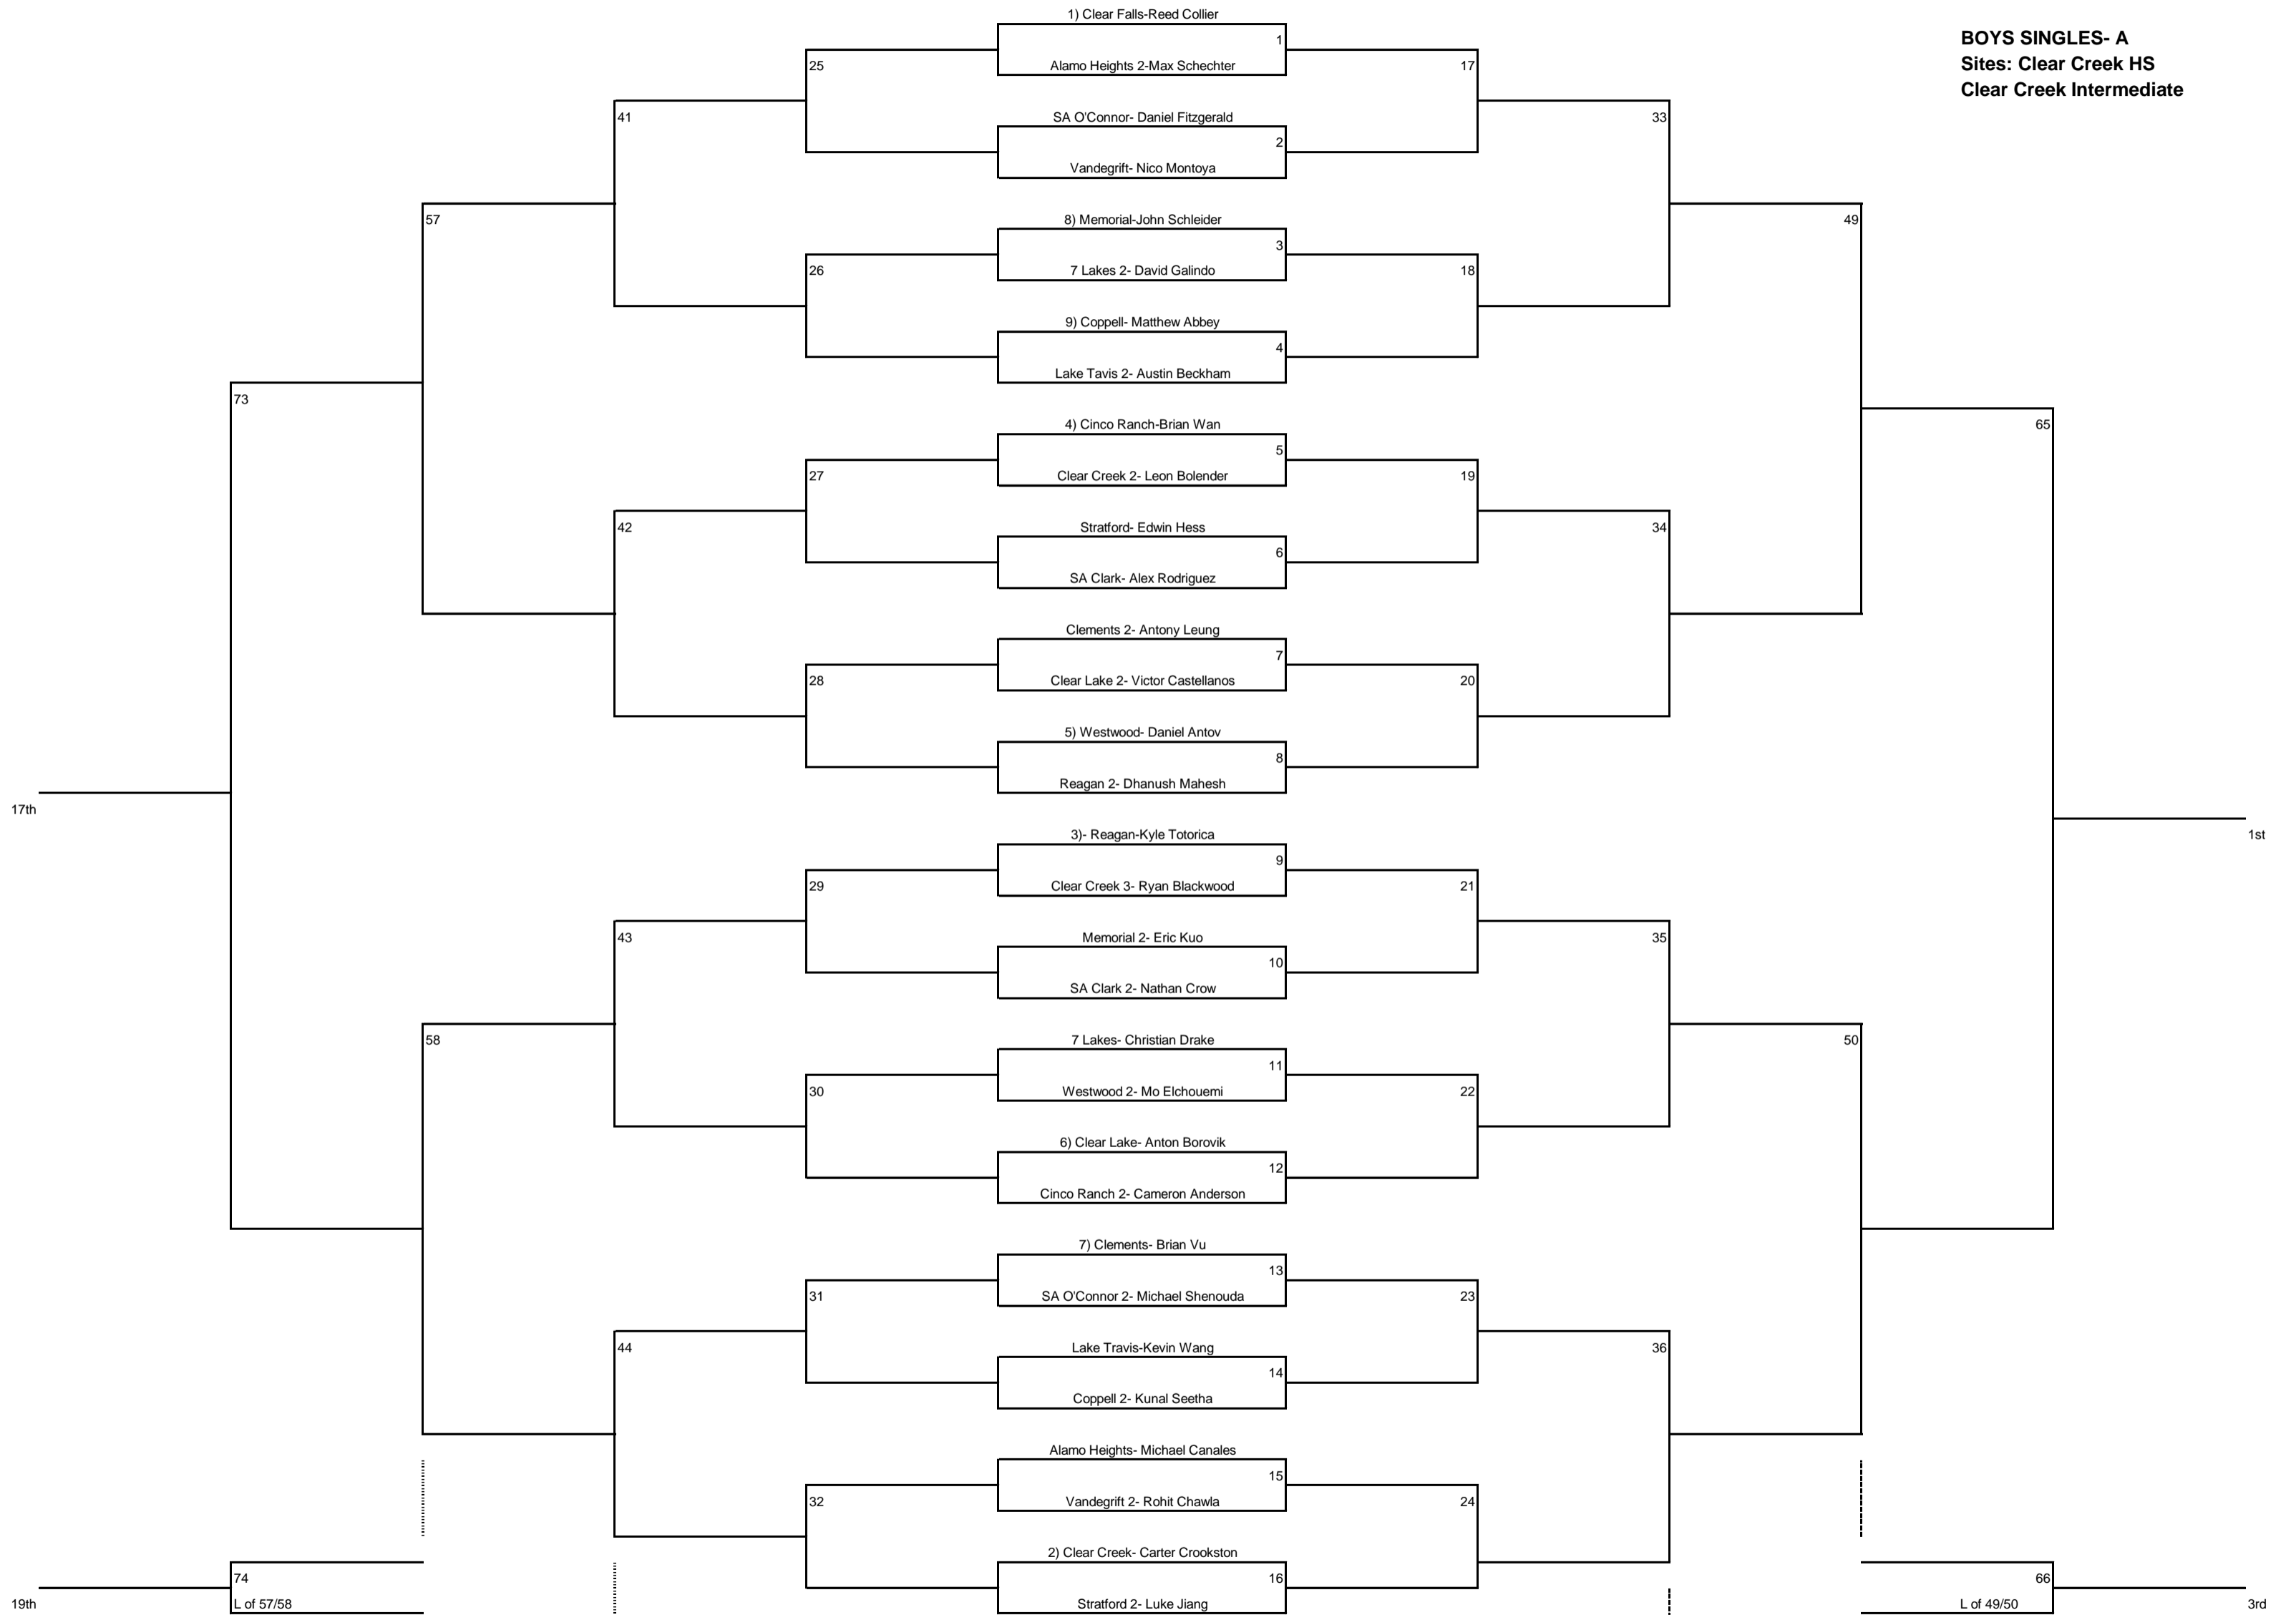 1) Clear Falls-Reed Collier
BOYS SINGLES- A
1
Sites: Clear Creek HS
25
Alamo Heights 2-Max Schechter
17
Clear Creek Intermediate
41
SA O'Connor- Daniel Fitzgerald
33
2
Vandegrift- Nico Montoya
57
8) Memorial-John Schleider
49
3
26
7 Lakes 2- David Galindo
18
9) Coppell- Matthew Abbey
4
Lake Tavis 2- Austin Beckham
73
4) Cinco Ranch-Brian Wan
65
5
27
Clear Creek 2- Leon Bolender
19
42
Stratford- Edwin Hess
34
6
SA Clark- Alex Rodriguez
Clements 2- Antony Leung
7
28
Clear Lake 2- Victor Castellanos
20
5) Westwood- Daniel Antov
8
Reagan 2- Dhanush Mahesh
17th
3)- Reagan-Kyle Totorica
1st
9
29
Clear Creek 3- Ryan Blackwood
21
43
Memorial 2- Eric Kuo
35
10
SA Clark 2- Nathan Crow
58
7 Lakes- Christian Drake
50
11
30
Westwood 2- Mo Elchouemi
22
6) Clear Lake- Anton Borovik
12
Cinco Ranch 2- Cameron Anderson
7) Clements- Brian Vu
13
31
SA O'Connor 2- Michael Shenouda
23
44
Lake Travis-Kevin Wang
36
14
Coppell 2- Kunal Seetha
Alamo Heights- Michael Canales
15
32
Vandegrift 2- Rohit Chawla
24
2) Clear Creek- Carter Crookston
74
16
66
19th
L of 57/58
Stratford 2- Luke Jiang
L of 49/50
3rd